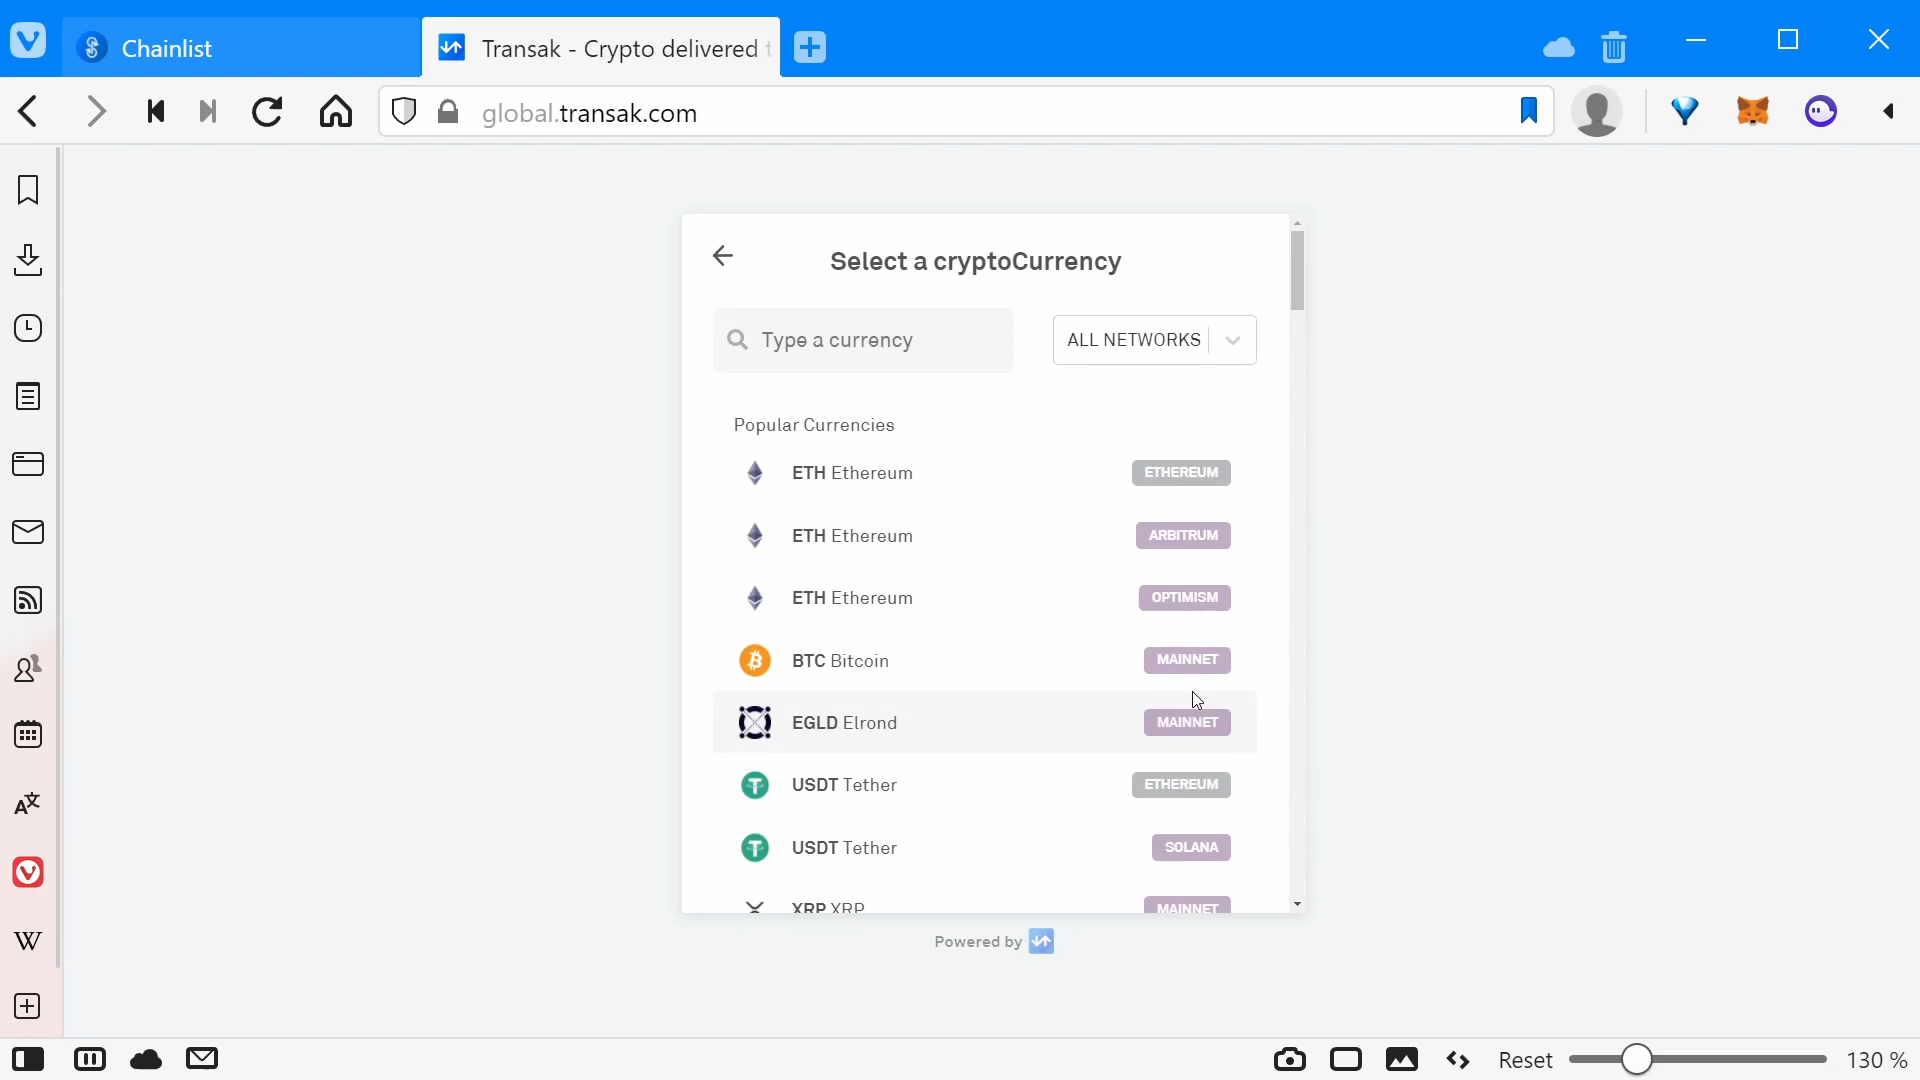 Chainlist
Transak - Crypto delivered t
global.transak.com
Select a cryptoCurrency
Type a currency
ALL NETWORKS
Popular Currencies
ETH Ethereum ETHEREUM
ETH Ethereum ARBITRUM
ETH Ethereum OPTIMISM
BTC Bitcoin MAINNET
EGLD Elrond MAINNET
USDT Tether ETHEREUM
USDT Tether SOLANA
XRP XRP MAINNET
Powered by
Reset 130 %